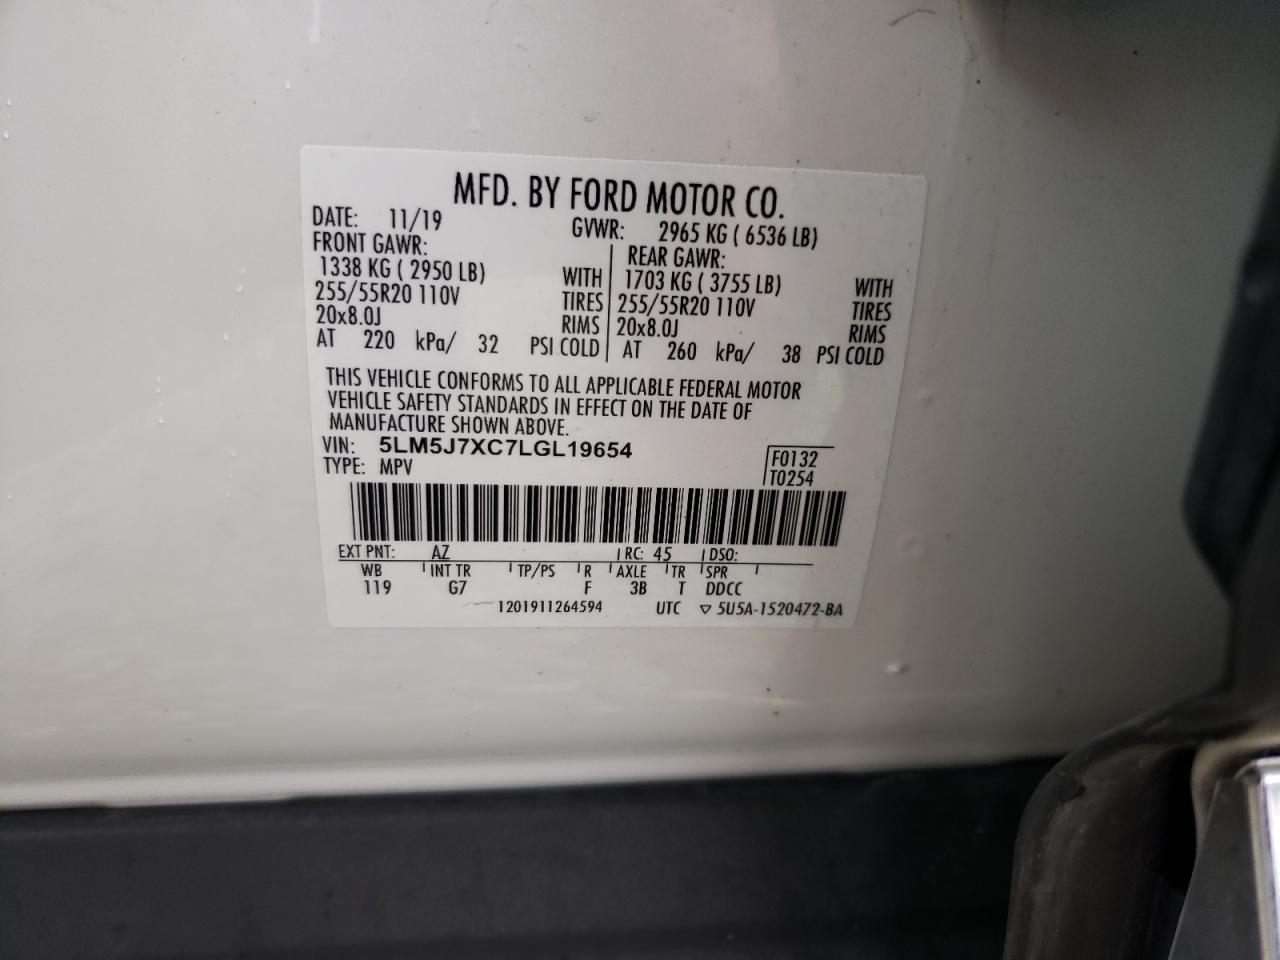 MFD. BY FORD MOTOR CO.
DATE: 11/19 GVWR: 2965 KG ( 6536 LB)
FRONT GAWR: REAR GAWR:
1338 KG ( 2950 LB) WITH 1703 KG ( 3755 LB) WITH
255/55R20 110V TIRES 255/55R20 110V TIRES
20x8.0J RIMS 20x8.0J RIMS
AT 220 kPa/ 32 PSI COLD AT 260 kPa/ 38 PSI COLD
THIS VEHICLE CONFORMS TO ALL APPLICABLE FEDERAL MOTOR
VEHICLE SAFETY STANDARDS IN EFFECT ON THE DATE OF
MANUFACTURE SHOWN ABOVE.
VIN: 5LM5J7XC7LGL19654 F0132
TYPE: MPV T0254
EXT PNT: AZ RC: 45 DSO:
WB INT TR TP/PS R AXLE TR SPR
119 G7 F 3B T DDCC
1201911264594 UTC ▽ 5U5A-1520472-BA